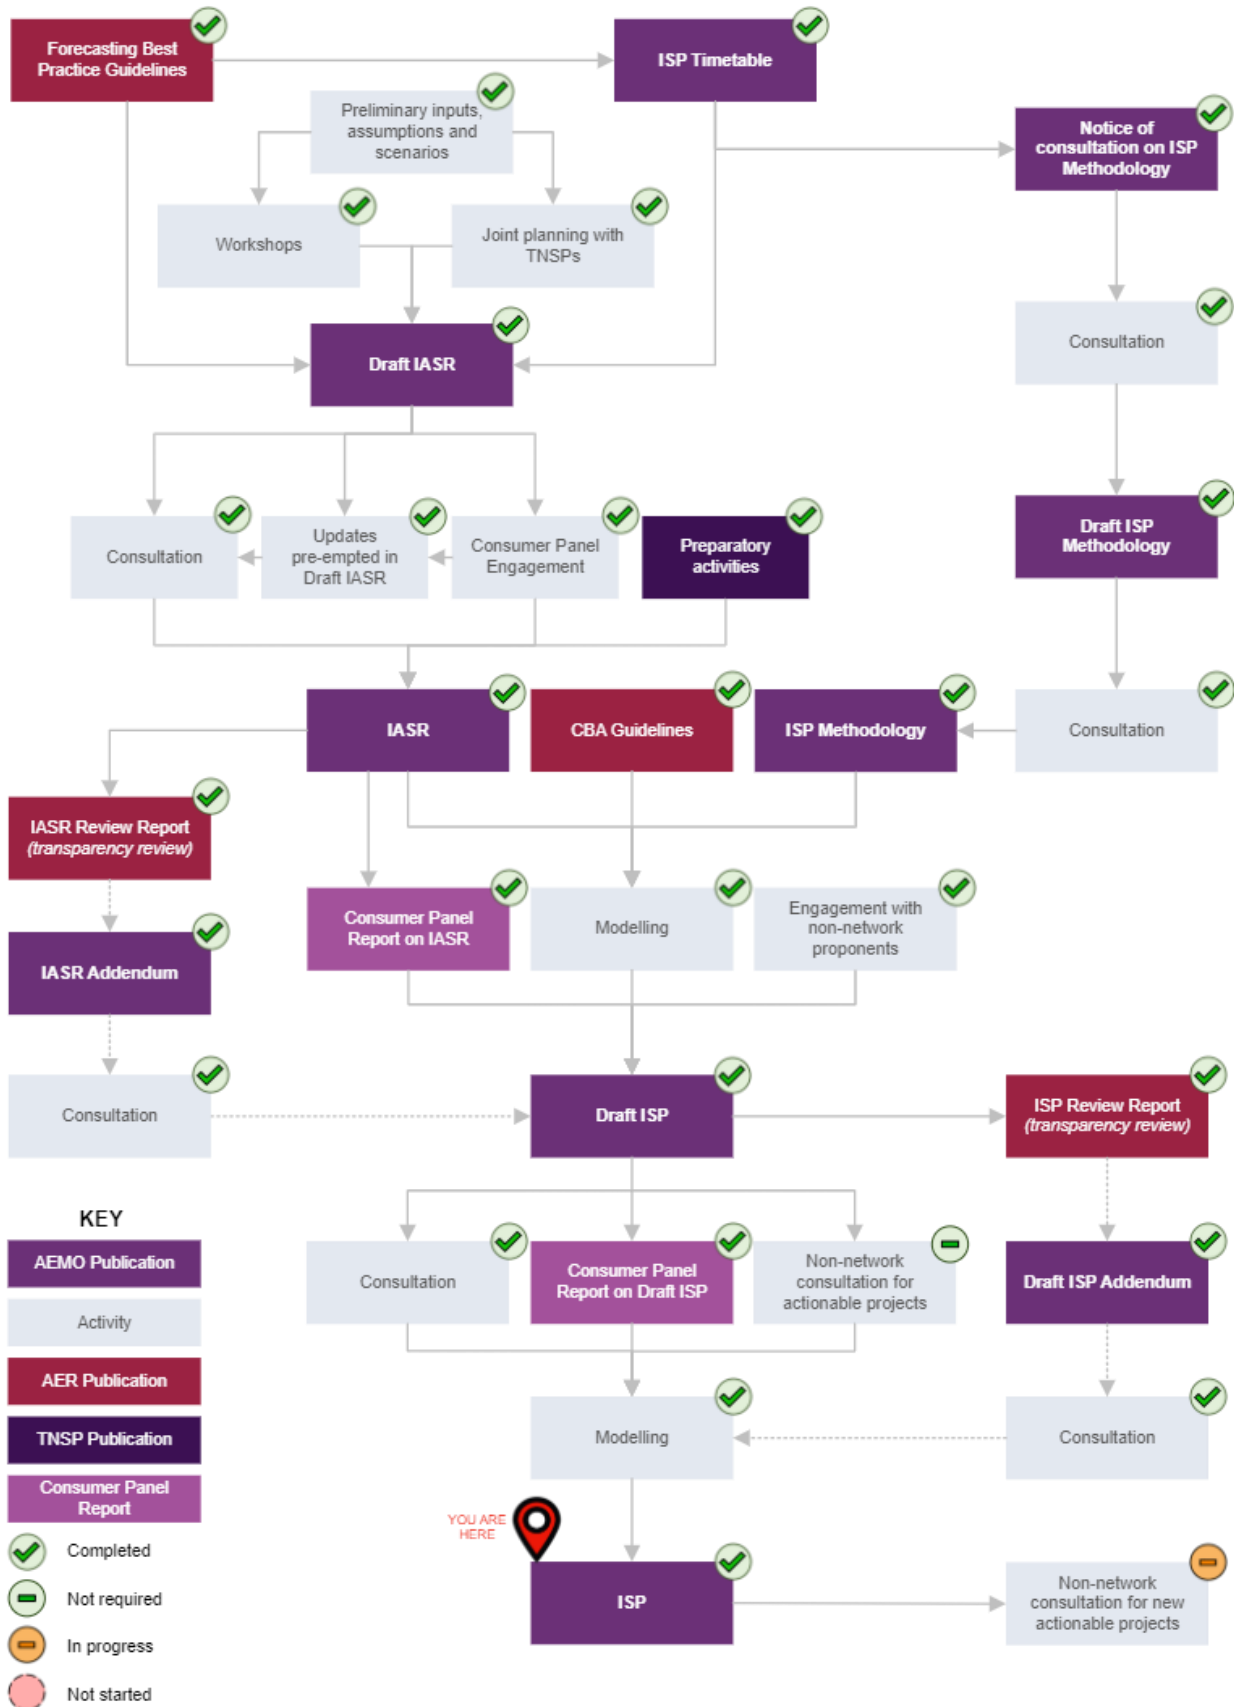 Forecasting Best
Practice Guidelines
ISP Timetable
Preliminary inputs,
assumptions and
scenarios
Notice of
consultation on ISP
Methodology
Workshops
Joint planning with
TNSPs
Consultation
Draft IASR
Draft ISP
Methodology
Consultation
Updates
pre-empted in
Draft IASR
Consumer Panel
Engagement
Preparatory
activities
IASR
CBA Guidelines
ISP Methodology
Consultation
IASR Review Report
(transparency review)
Consumer Panel
Report on IASR
Modelling
Engagement with
non-network
proponents
IASR Addendum
Consultation
Draft ISP
ISP Review Report
(transparency review)
Consultation
Consumer Panel
Report on Draft ISP
Non-network
consultation for
actionable projects
Draft ISP Addendum
Modelling
Consultation
YOU ARE
HERE
ISP
Non-network
consultation for new
actionable projects
KEY
AEMO Publication
Activity
AER Publication
TNSP Publication
Consumer Panel
Report
Completed
Not required
In progress
Not started